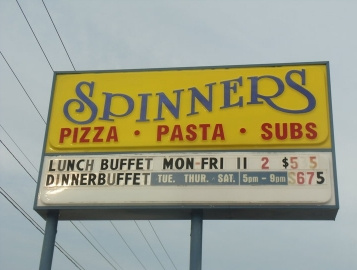 SPINNERS
PIZZA • PASTA • SUBS
LUNCH BUFFET MON-FRI 11 2 $5 5
DINNERBUFFET TUE. THUR. - SAT. 5pm - 9pm $675